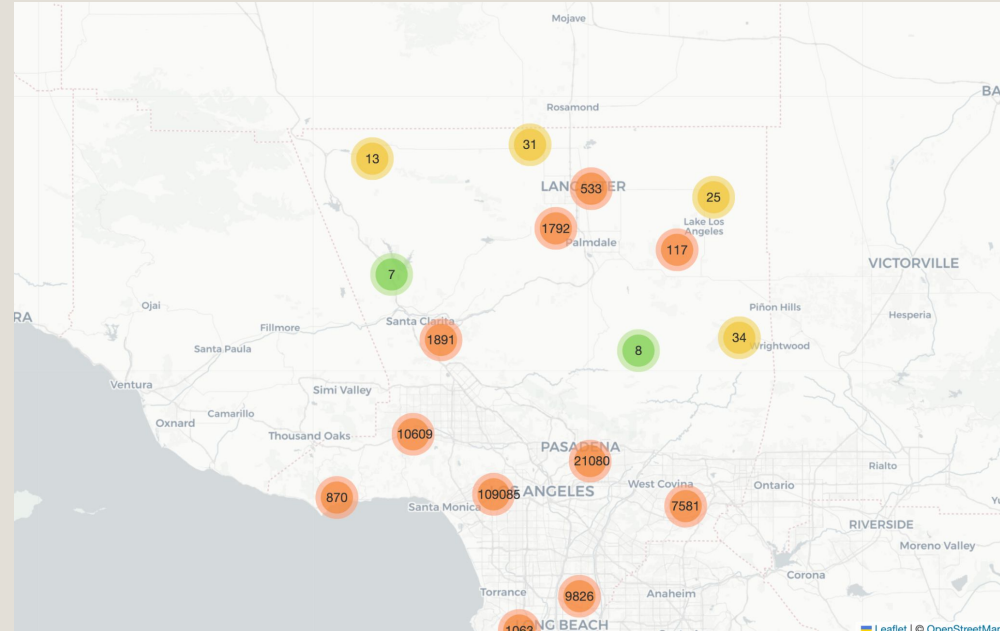 Mojave
BA
Rosamond
31
13
LANC
ER
533
25
Lake Los
Angeles
1792
Palmdale
117
VICTORVILLE
7
Ojai
Piñon Hills
Hesperia
RA
Santa Clarita
Fillmore
1891
34
Wrightwood
8
Santa Paula
Ventura
Simi Valley
Camarillo
Oxnard
Thousand Oaks
10609
PASADENA
21080
Rialto
West Covina
Ontario
870
109085
ANGELES
Santa Monica
7581
Yu
RIVERSIDE
Moreno Valley
Corona
Torrance
9826
Anaheim
1063
NG BEACH
Leaflet | © OpenStreetMap